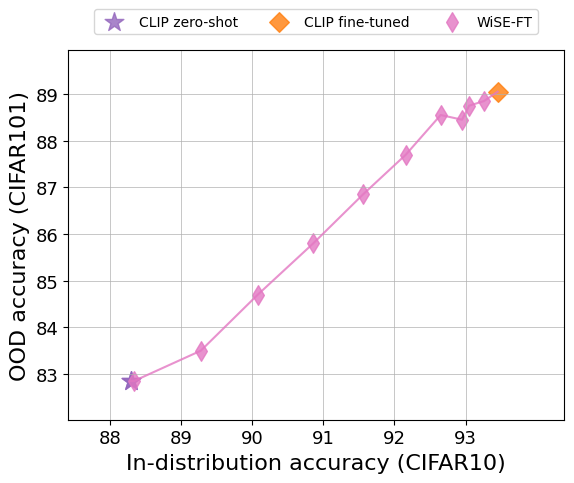 CLIP zero-shot CLIP fine-tuned WiSE-FT
OOD accuracy (CIFAR101)
89
88
87
86
85
84
83
88 89 90 91 92 93
In-distribution accuracy (CIFAR10)